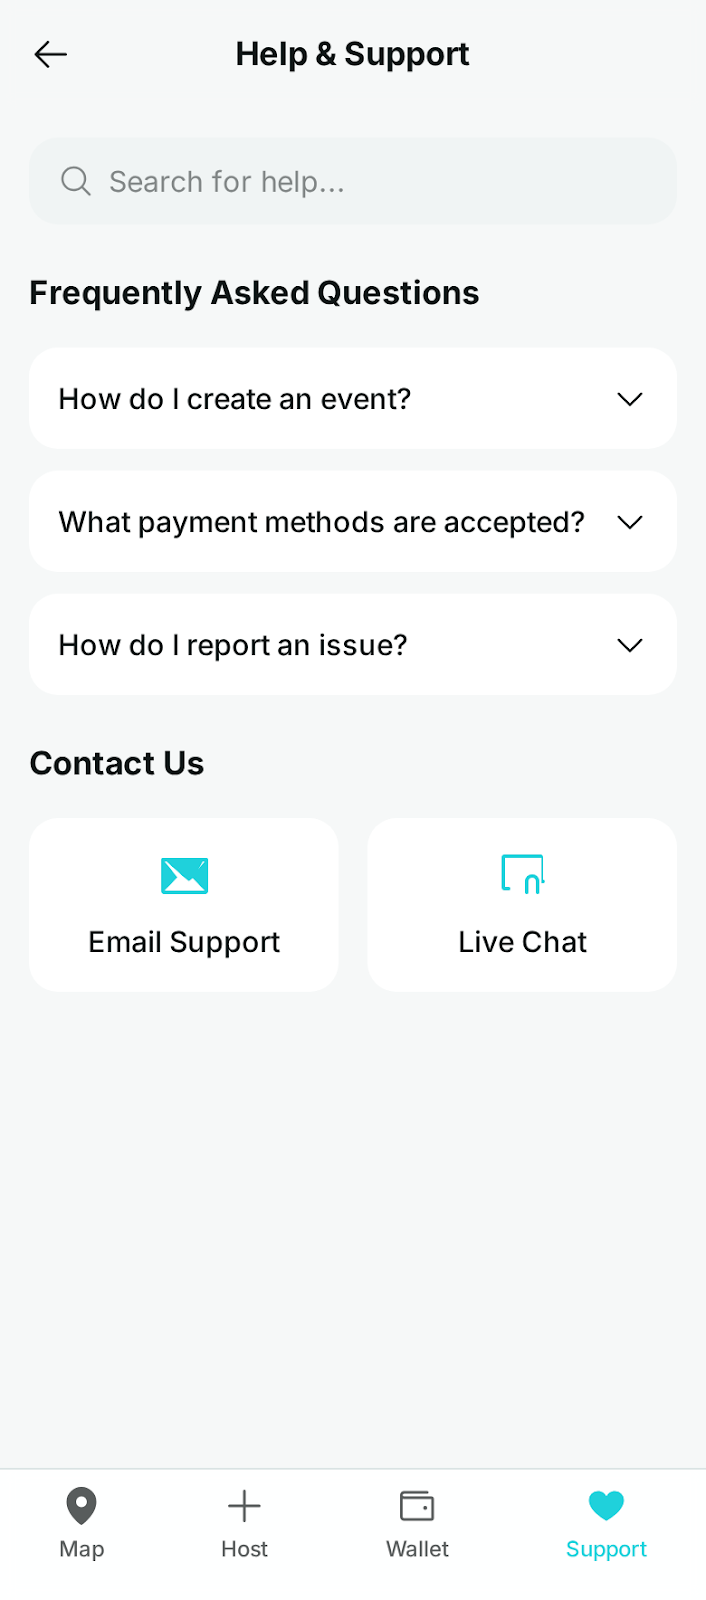 Help & Support
Search for help...
Frequently Asked Questions
How do I create an event?
What payment methods are accepted?
How do I report an issue?
Contact Us
Email Support
Live Chat
Map
Host
Wallet
Support